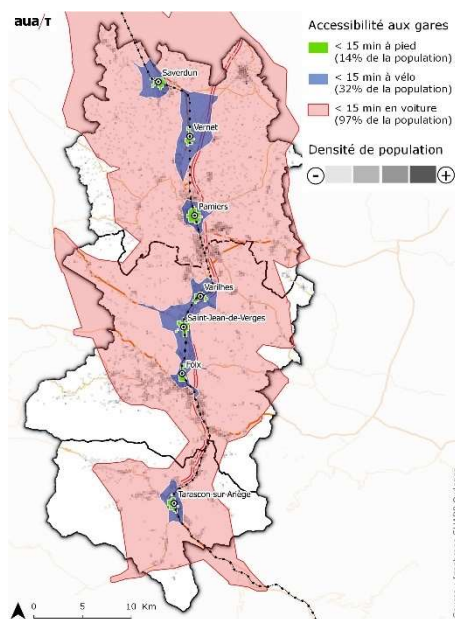 aua/T
Accessibilité aux gares
< 15 min à pied
(14% de la population)
< 15 min à vélo
(32% de la population)
< 15 min en voiture
(97% de la population)
Densité de population
- +
Saverdun
Vernet
Pamiers
Varilhes
Saint-Jean-de-Verges
Foix
Tarascon-sur-Ariège
0 5 10 Km